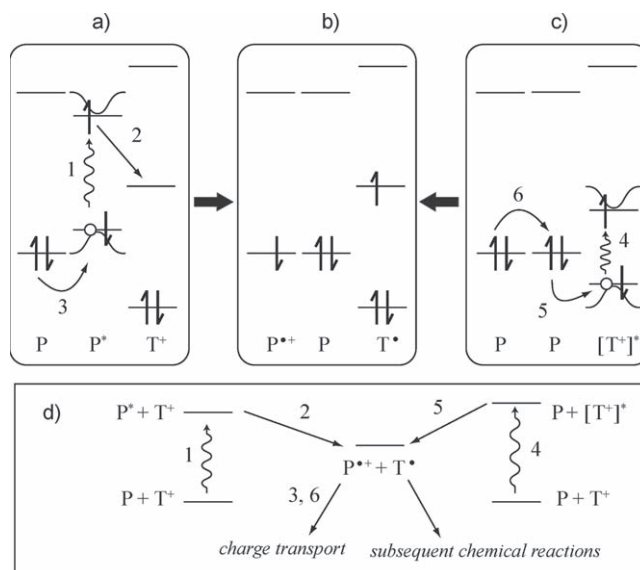 a) b) c)
1 2 3
P P* T⁺
P•⁺ P T•
6 4 5
P P [T⁺]*
d)
P* + T⁺ 2 5 P + [T⁺]*
1 P•⁺ + T• 4
P + T⁺ 3, 6 P + T⁺
charge transport subsequent chemical reactions